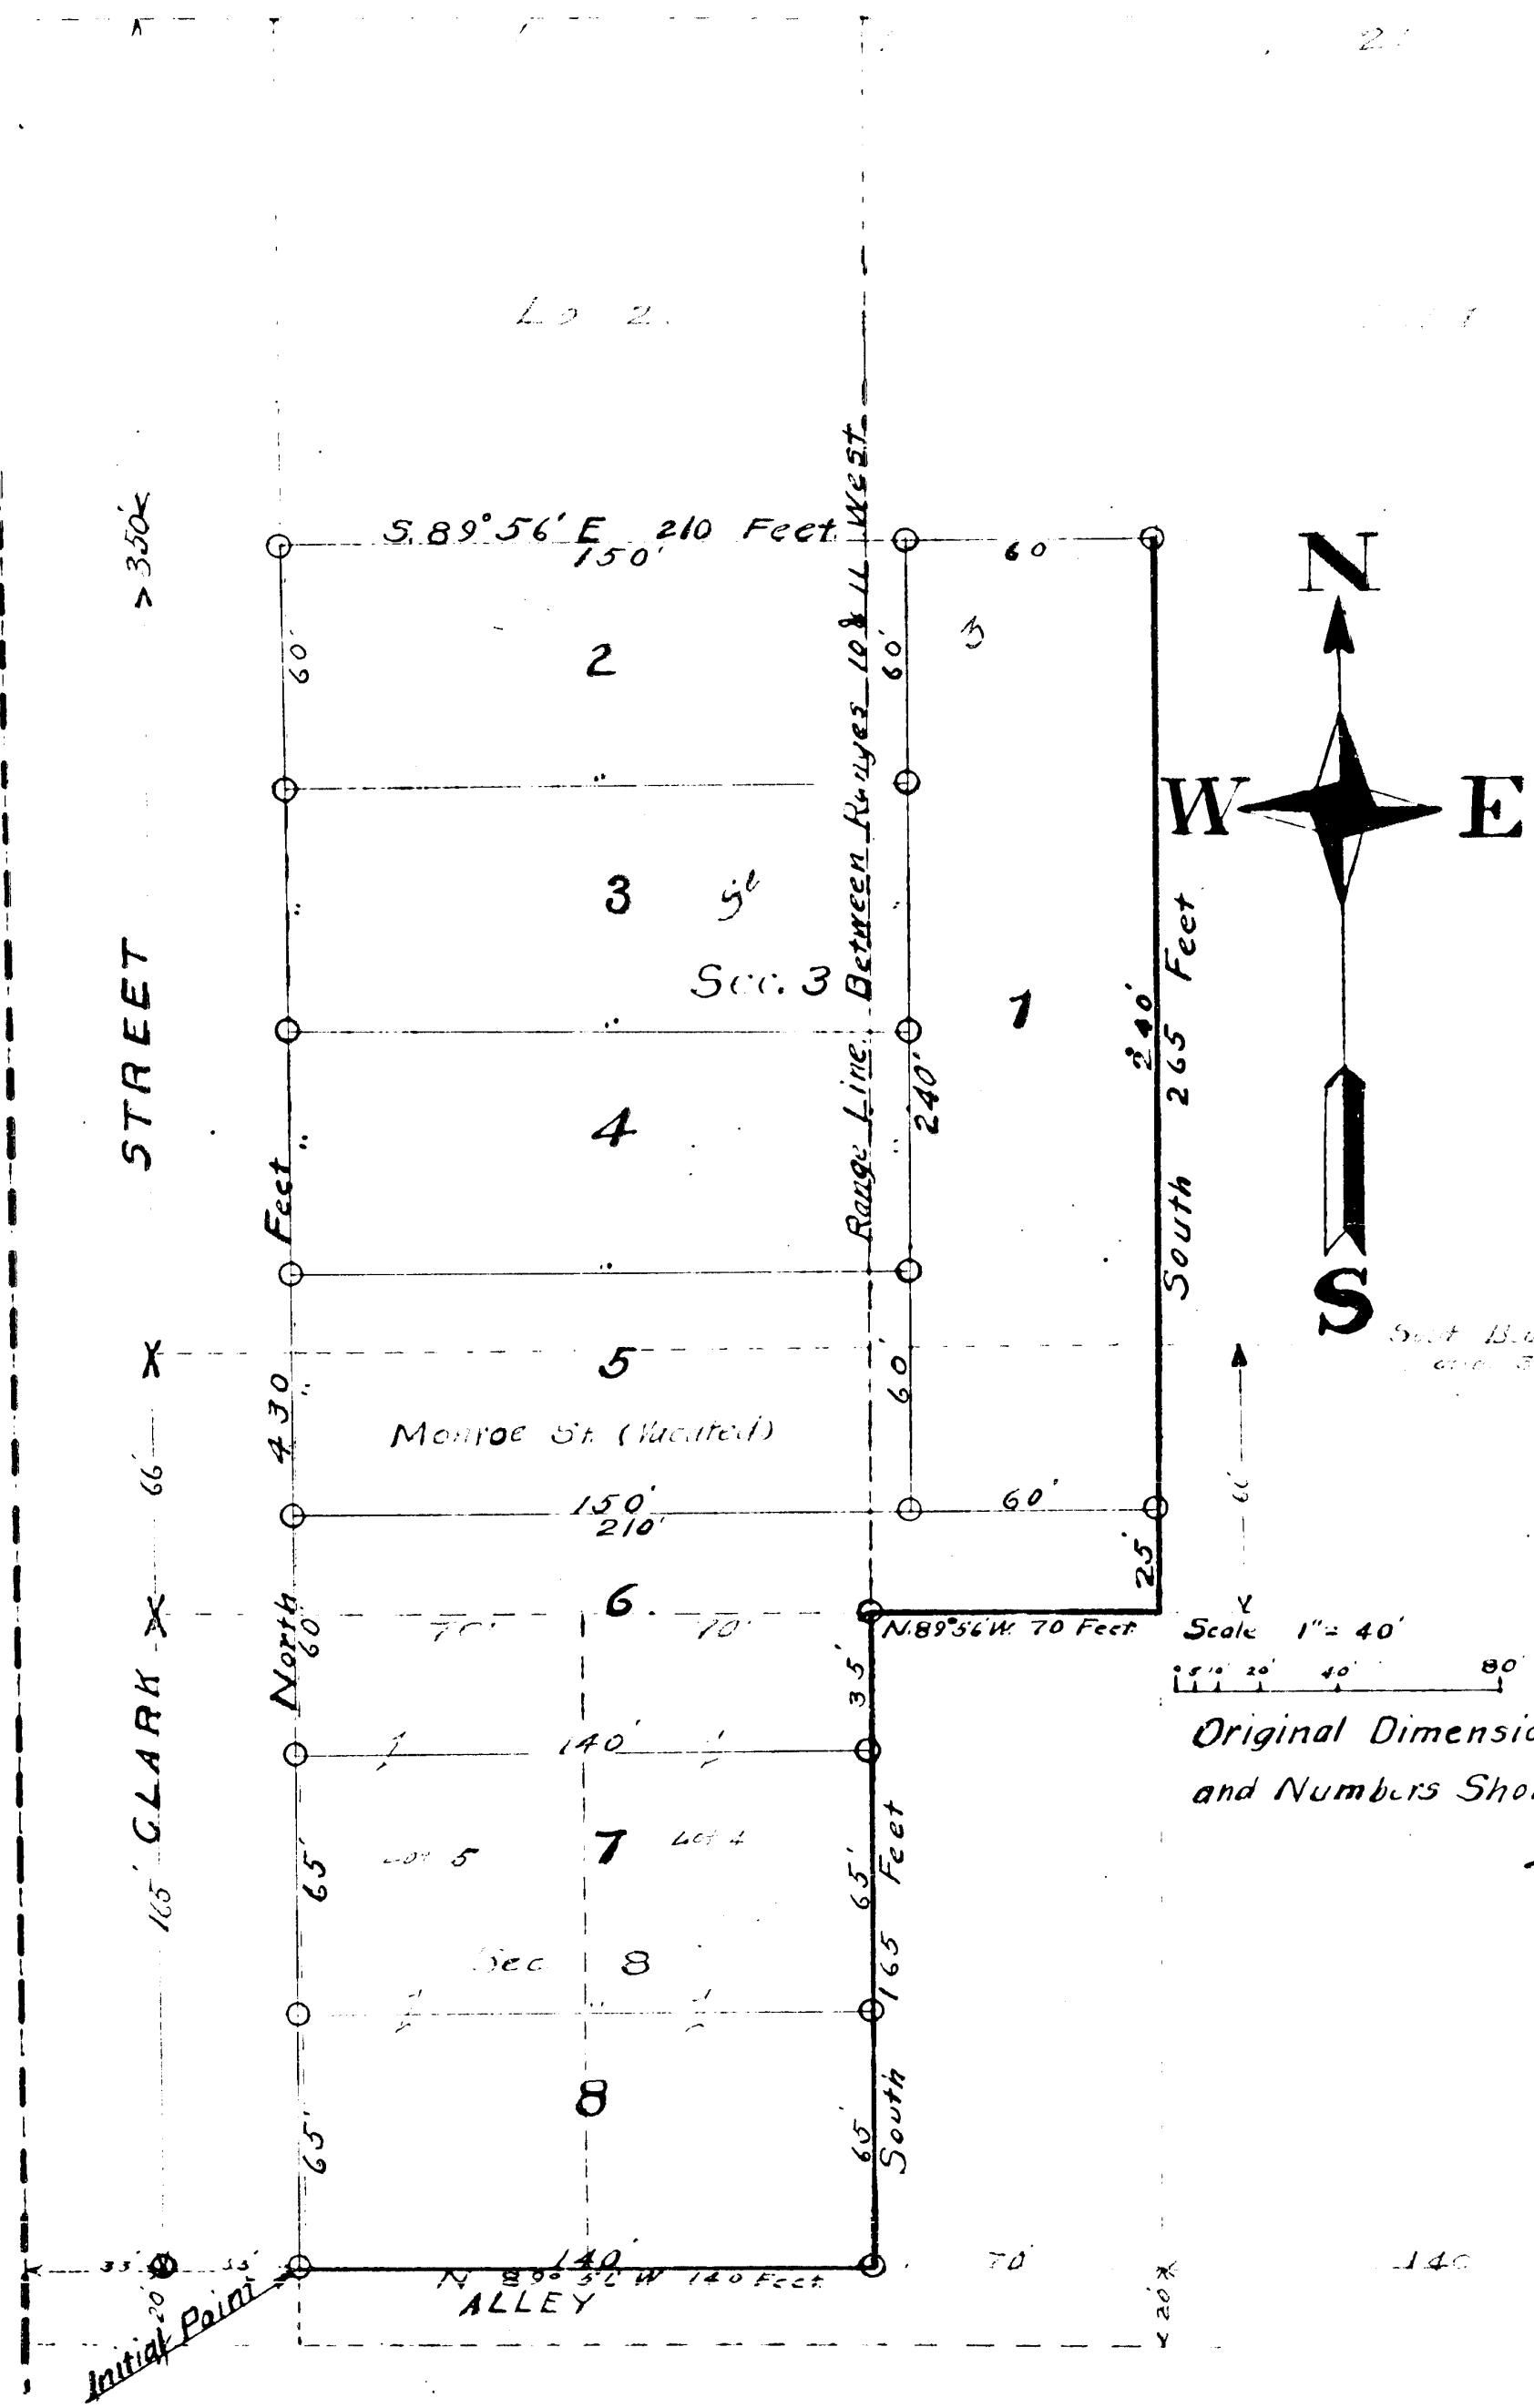 350'
S. 89° 56' E 210 Feet
150'
60
N
60'
2
60'
3
W
E
3
Sec. 3
Range Line Between Ranges 10 & 11 West
1
240'
240'
South 265 Feet
4
S
STREET
North 430 Feet
5
60'
Monroe St. (Vacated)
66'
66'
150'
60'
210'
25'
6.
60'
70'
70'
N. 89° 56' W. 70 Feet
Scale 1" = 40'
0 5' 10' 20' 40' 80'
35'
Original Dimensio
and Numbers Sho
CLARK
140'
65'
Lot 5
7
Lot 4
65'
165'
Sec 8
South 165 Feet
65'
8
65'
33'
33'
140'
70'
140
N 89° 56' W 140 Feet
ALLEY
20'
20'
Initial Point